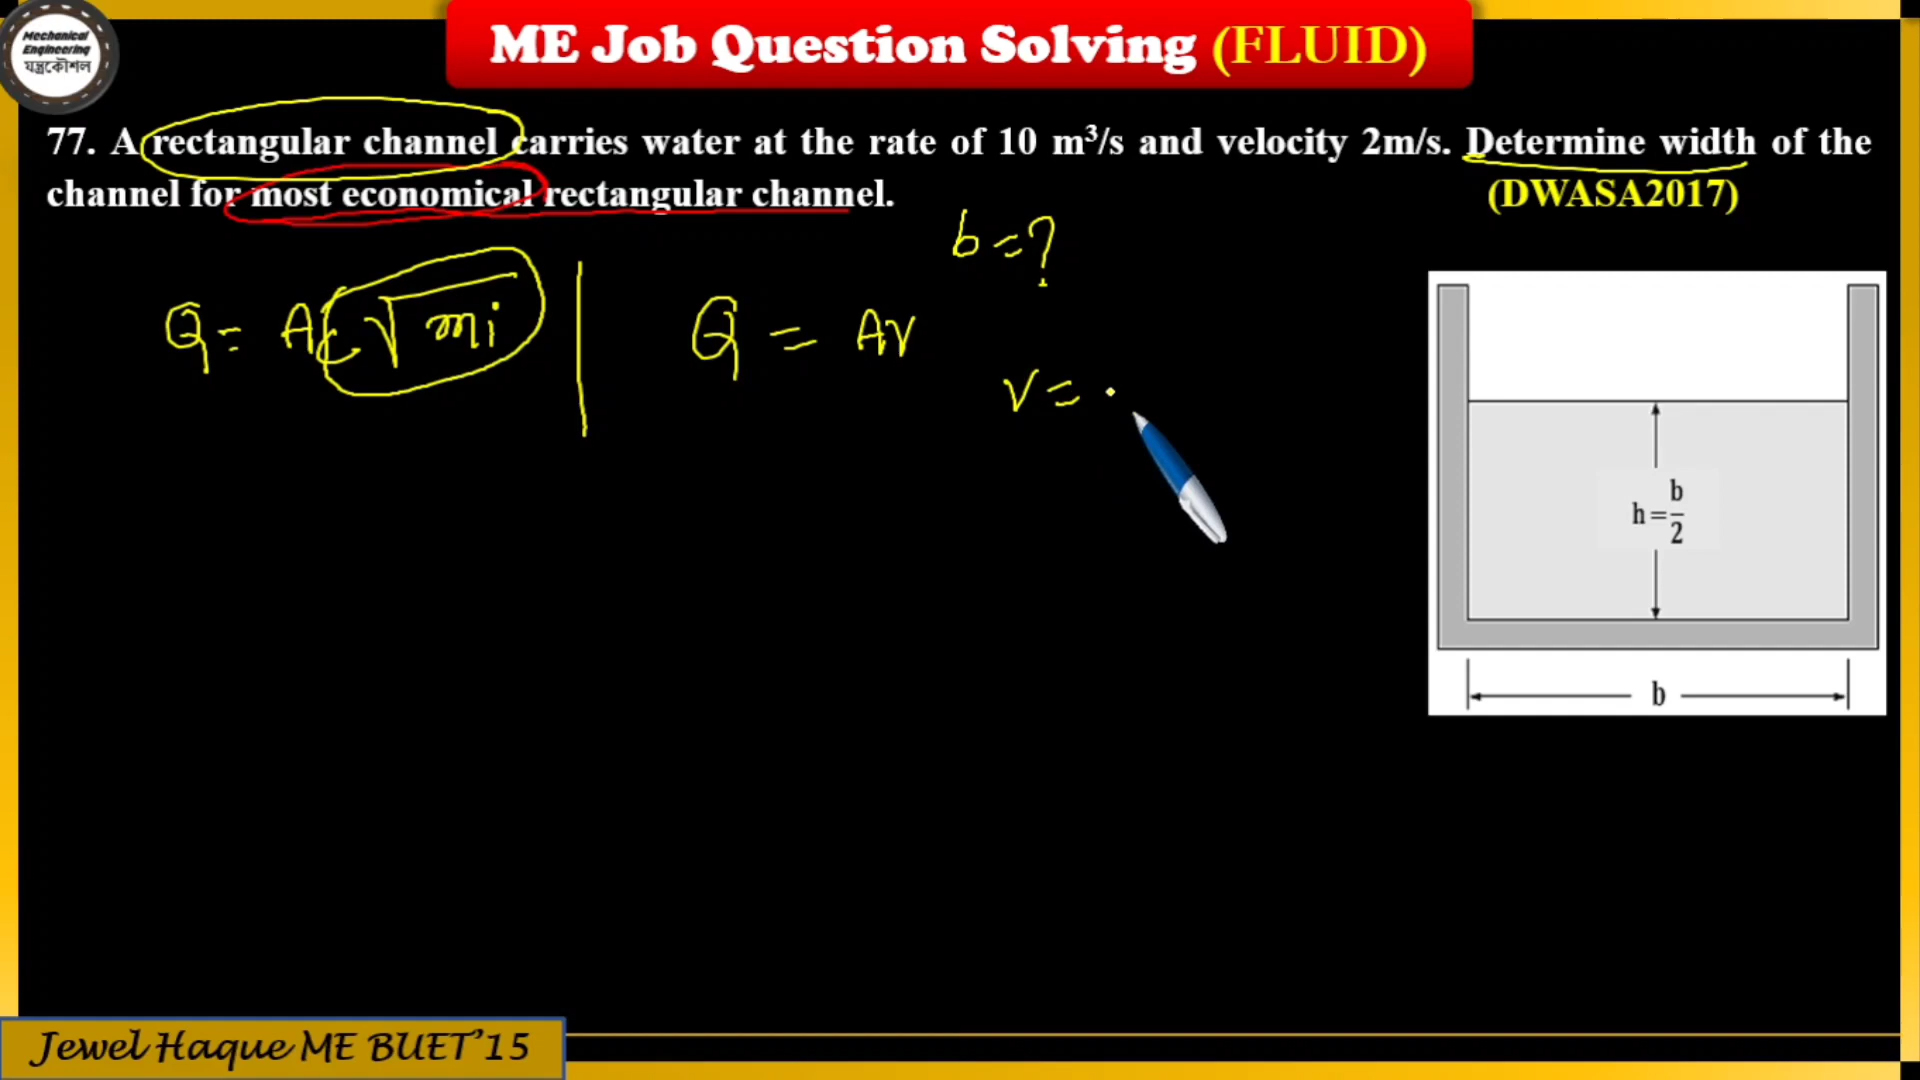 Mechanical
Engineering
যন্ত্রকৌশল
ME Job Question Solving (FLUID)
77. A rectangular channel carries water at the rate of 10 m³/s and velocity 2m/s. Determine width of the
channel for most economical rectangular channel. (DWASA2017)
b = ?
Q = AC√mi
Q = AV
V = .
h = b/2
b
Jewel Haque ME BUET'15